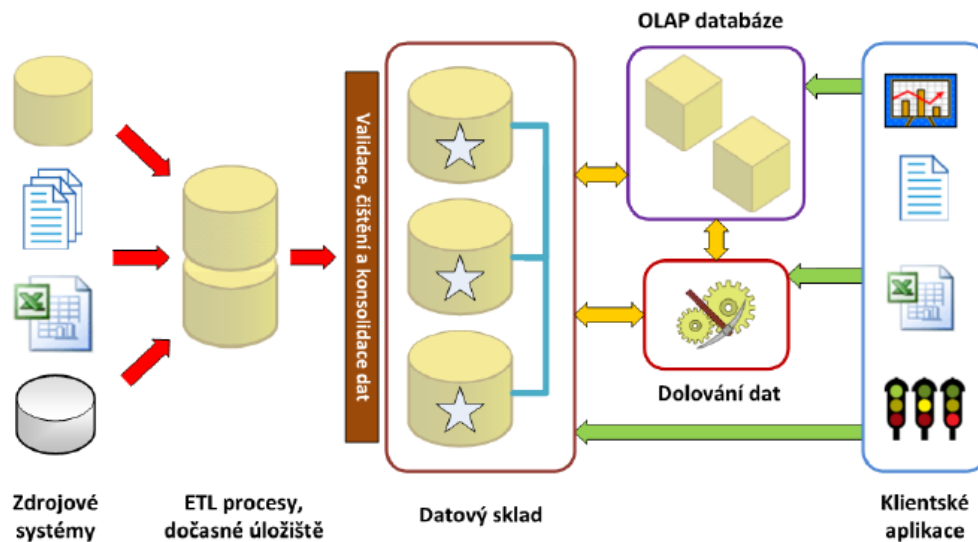 OLAP databáze
Validace, čištění a konsolidace dat
Dolování dat
Zdrojové
systémy
ETL procesy,
dočasné úložiště
Datový sklad
Klientské
aplikace